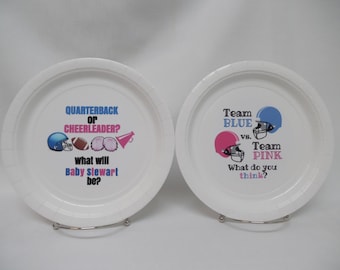 QUARTERBACK
or
CHEERLEADER?
what will
Baby Stewart
be?
Team
BLUE
vs.
Team
PINK
What do you
think?